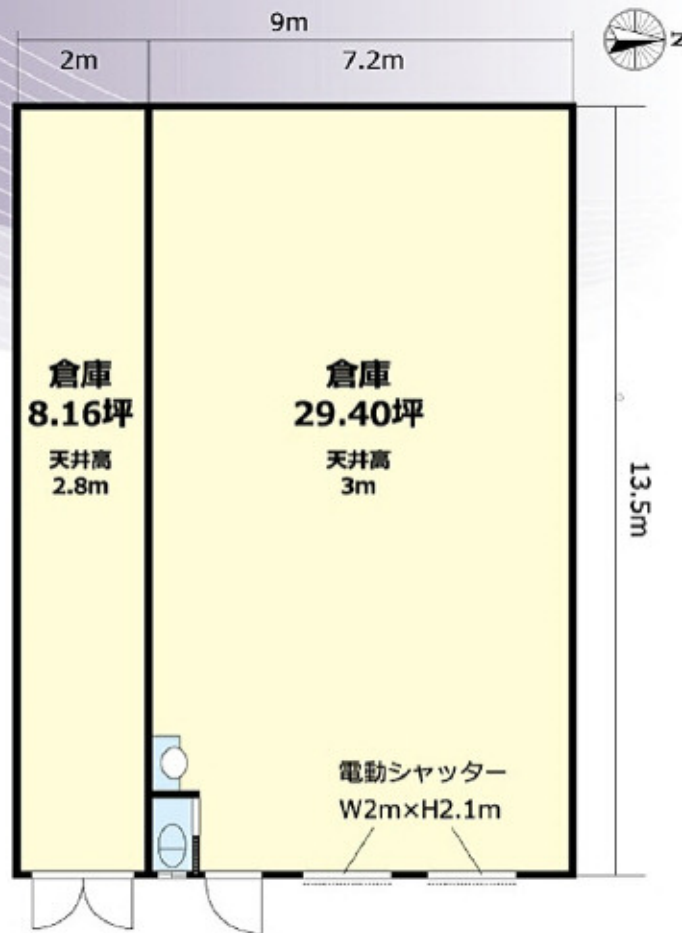 9m
2m
7.2m
N
倉庫
8.16坪
天井高
2.8m
倉庫
29.40坪
天井高
3m
13.5m
電動シャッター
W2m×H2.1m